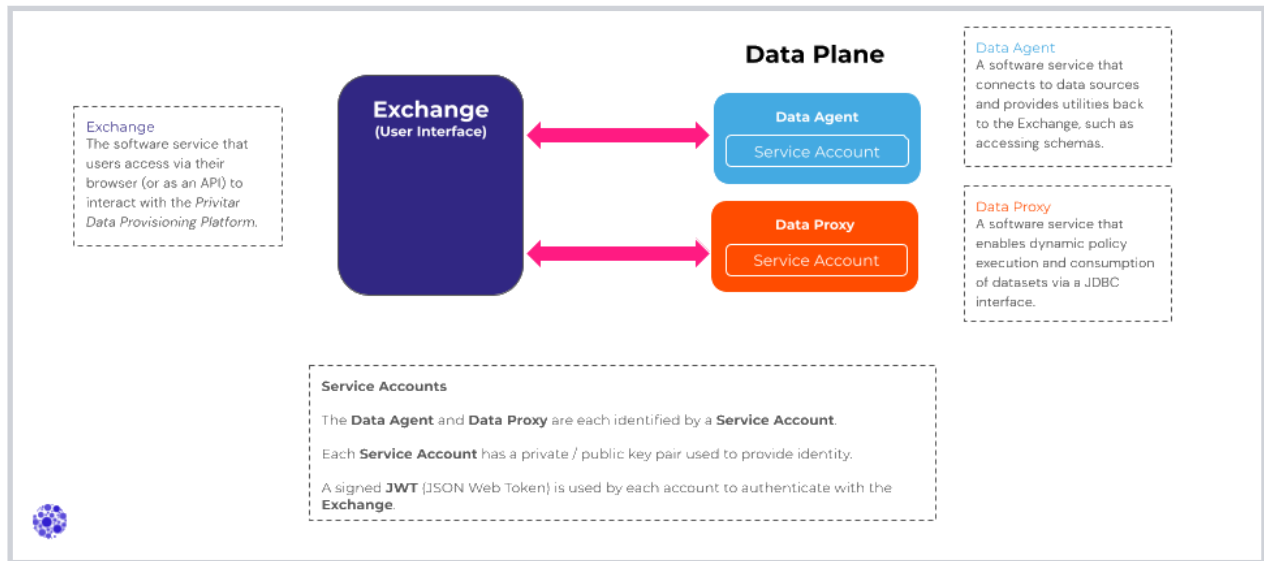 Data Plane
Exchange
The software service that
users access via their
browser (or as an API) to
interact with the Privitar
Data Provisioning Platform.
Exchange
(User Interface)
Data Agent
Service Account
Data Proxy
Service Account
Data Agent
A software service that
connects to data sources
and provides utilities back
to the Exchange, such as
accessing schemas.
Data Proxy
A software service that
enables dynamic policy
execution and consumption
of datasets via a JDBC
interface.
Service Accounts
The Data Agent and Data Proxy are each identified by a Service Account.
Each Service Account has a private / public key pair used to provide identity.
A signed JWT (JSON Web Token) is used by each account to authenticate with the
Exchange.